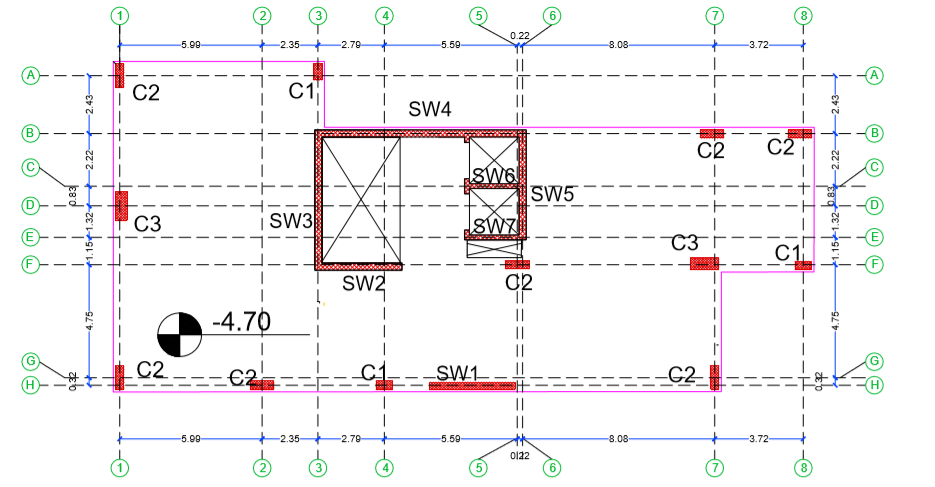 1 2 3 4 5 6 7 8
0.22
5.99 2.35 2.79 5.59 8.08 3.72
A A
C2 C1
SW4
2.43 2.43
B B
C2 C2
2.22 2.22
C C
SW6
0.83 SW5 0.83
D D
SW3
C3 1.32 SW7 1.32
E E
C3
1.15 C1 1.15
F F
SW2 C2
-4.70
4.75 4.75
G G
C2 C2 C1 SW1 C2
0.32 0.32
H H
5.99 2.35 2.79 5.59 8.08 3.72
1 2 3 4 5 6 7 8